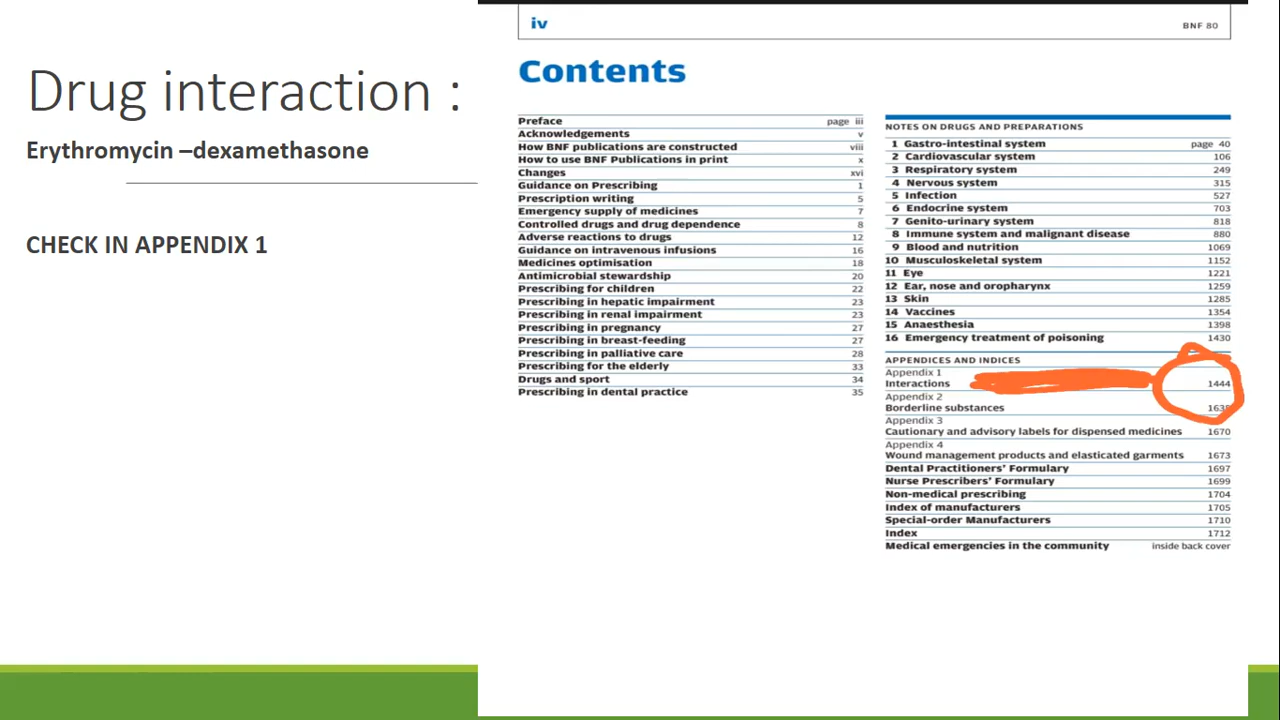 Drug interaction :
Erythromycin –dexamethasone
CHECK IN APPENDIX 1
iv
BNF 80
Contents
Preface page iii
Acknowledgements v
How BNF publications are constructed viii
How to use BNF Publications in print x
Changes xvi
Guidance on Prescribing 1
Prescription writing 5
Emergency supply of medicines 7
Controlled drugs and drug dependence 8
Adverse reactions to drugs 12
Guidance on intravenous infusions 16
Medicines optimisation 18
Antimicrobial stewardship 20
Prescribing for children 22
Prescribing in hepatic impairment 23
Prescribing in renal impairment 23
Prescribing in pregnancy 27
Prescribing in breast-feeding 27
Prescribing in palliative care 28
Prescribing for the elderly 33
Drugs and sport 34
Prescribing in dental practice 35
NOTES ON DRUGS AND PREPARATIONS
1 Gastro-intestinal system page 40
2 Cardiovascular system 106
3 Respiratory system 249
4 Nervous system 315
5 Infection 527
6 Endocrine system 703
7 Genito-urinary system 818
8 Immune system and malignant disease 880
9 Blood and nutrition 1069
10 Musculoskeletal system 1152
11 Eye 1221
12 Ear, nose and oropharynx 1259
13 Skin 1285
14 Vaccines 1354
15 Anaesthesia 1398
16 Emergency treatment of poisoning 1430
APPENDICES AND INDICES
Appendix 1
Interactions 1444
Appendix 2
Borderline substances
Appendix 3
Cautionary and advisory labels for dispensed medicines 1670
Appendix 4
Wound management products and elasticated garments 1673
Dental Practitioners' Formulary 1697
Nurse Prescribers' Formulary 1699
Non-medical prescribing 1704
Index of manufacturers 1705
Special-order Manufacturers 1710
Index 1712
Medical emergencies in the community inside back cover